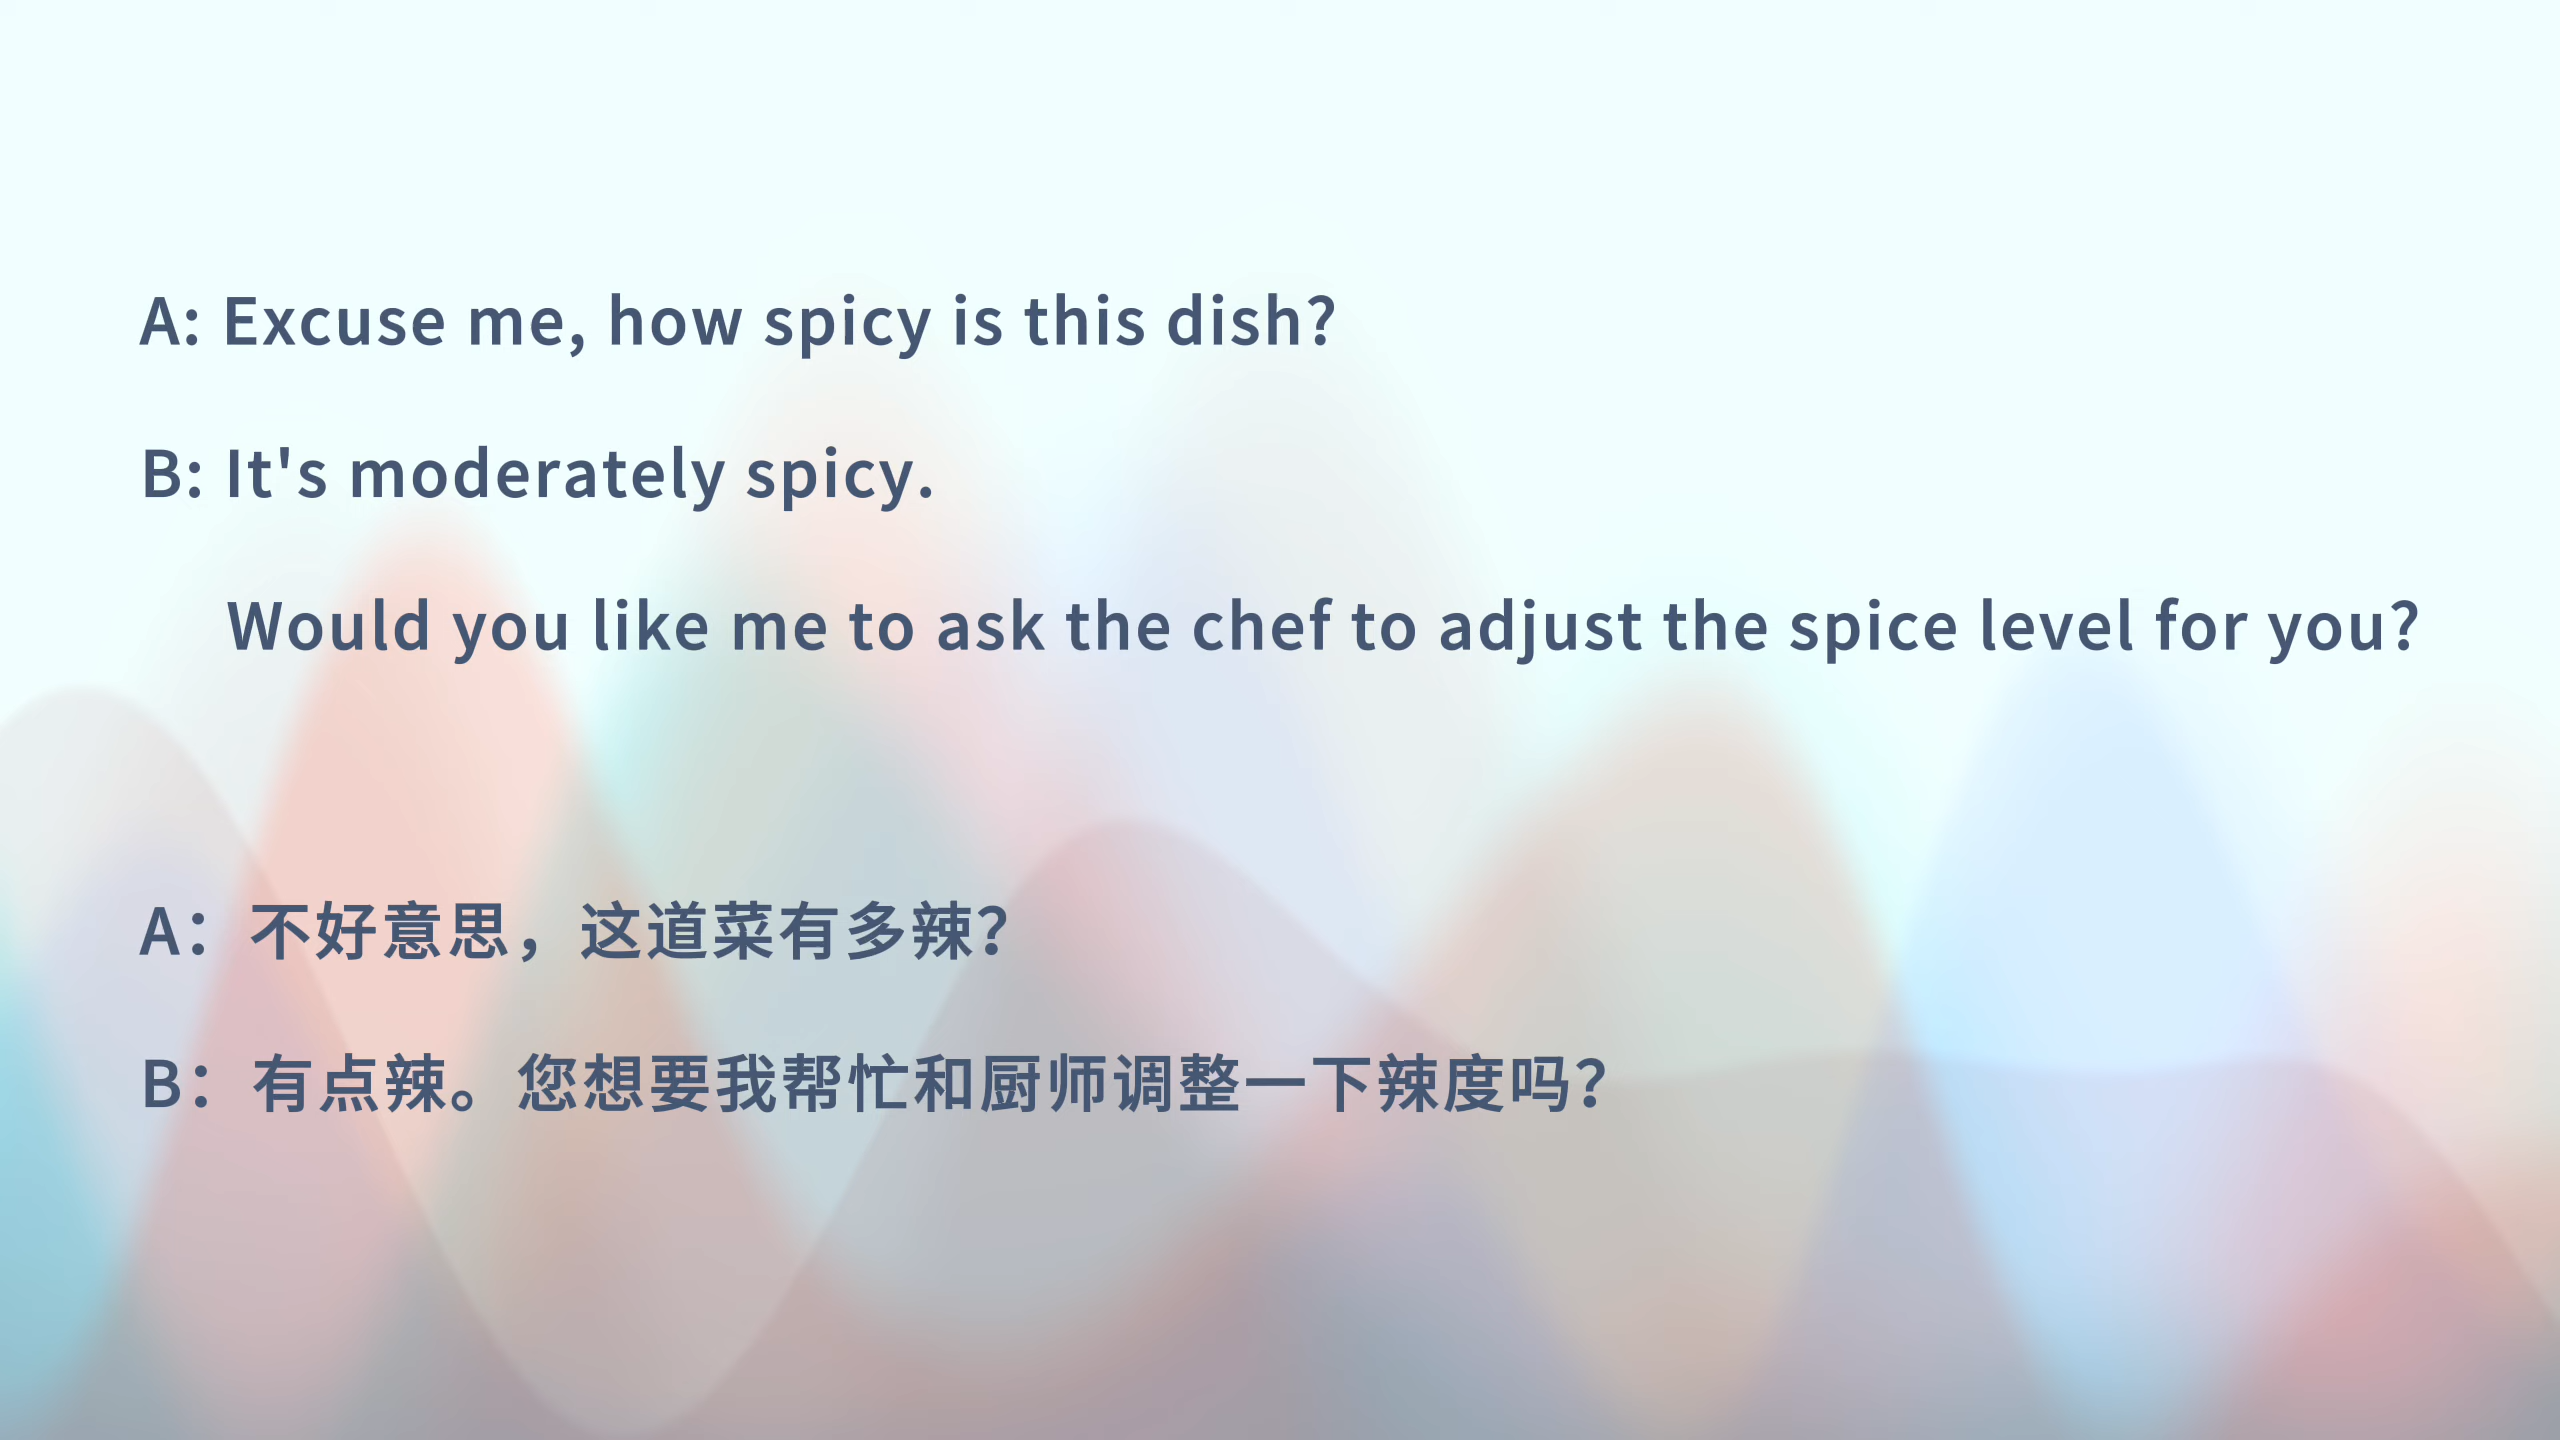 A: Excuse me, how spicy is this dish?
B: It's moderately spicy.
Would you like me to ask the chef to adjust the spice level for you?
A：不好意思，这道菜有多辣？
B：有点辣。您想要我帮忙和厨师调整一下辣度吗？